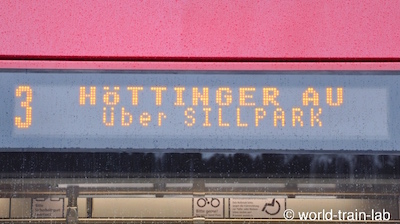 3 HÖTTINGER AU
über SILLPARK
© world-train-lab